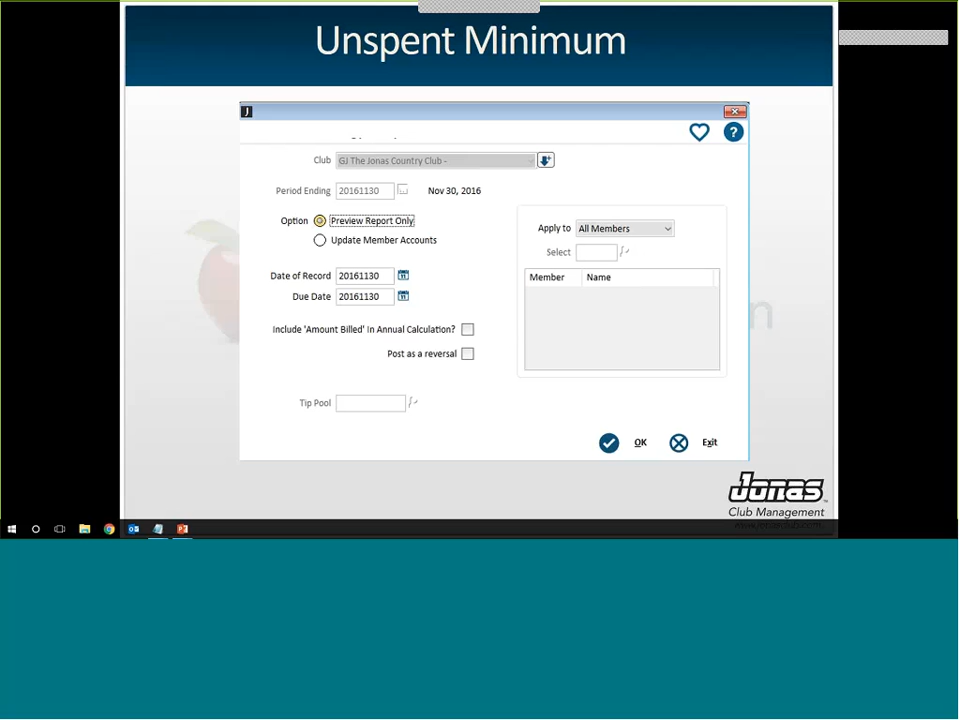 Unspent Minimum
J
?
Club GJ The Jonas Country Club -
Period Ending 20161130 Nov 30, 2016
Option Preview Report Only
Update Member Accounts
Apply to All Members
Select
Member Name
Date of Record 20161130
Due Date 20161130
Include 'Amount Billed' In Annual Calculation?
Post as a reversal
Tip Pool
OK Exit
Jonas
Club Management